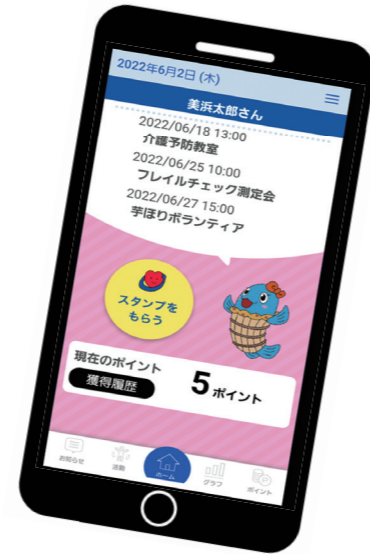 2022年6月2日 (木)
美浜太郎さん
2022/06/18 13:00
介護予防教室
2022/06/25 10:00
フレイルチェック測定会
2022/06/27 15:00
芋ほりボランティア
スタンプを
もらう
現在のポイント
獲得履歴
5 ポイント
お知らせ
活動
ホーム
グラフ
ポイント